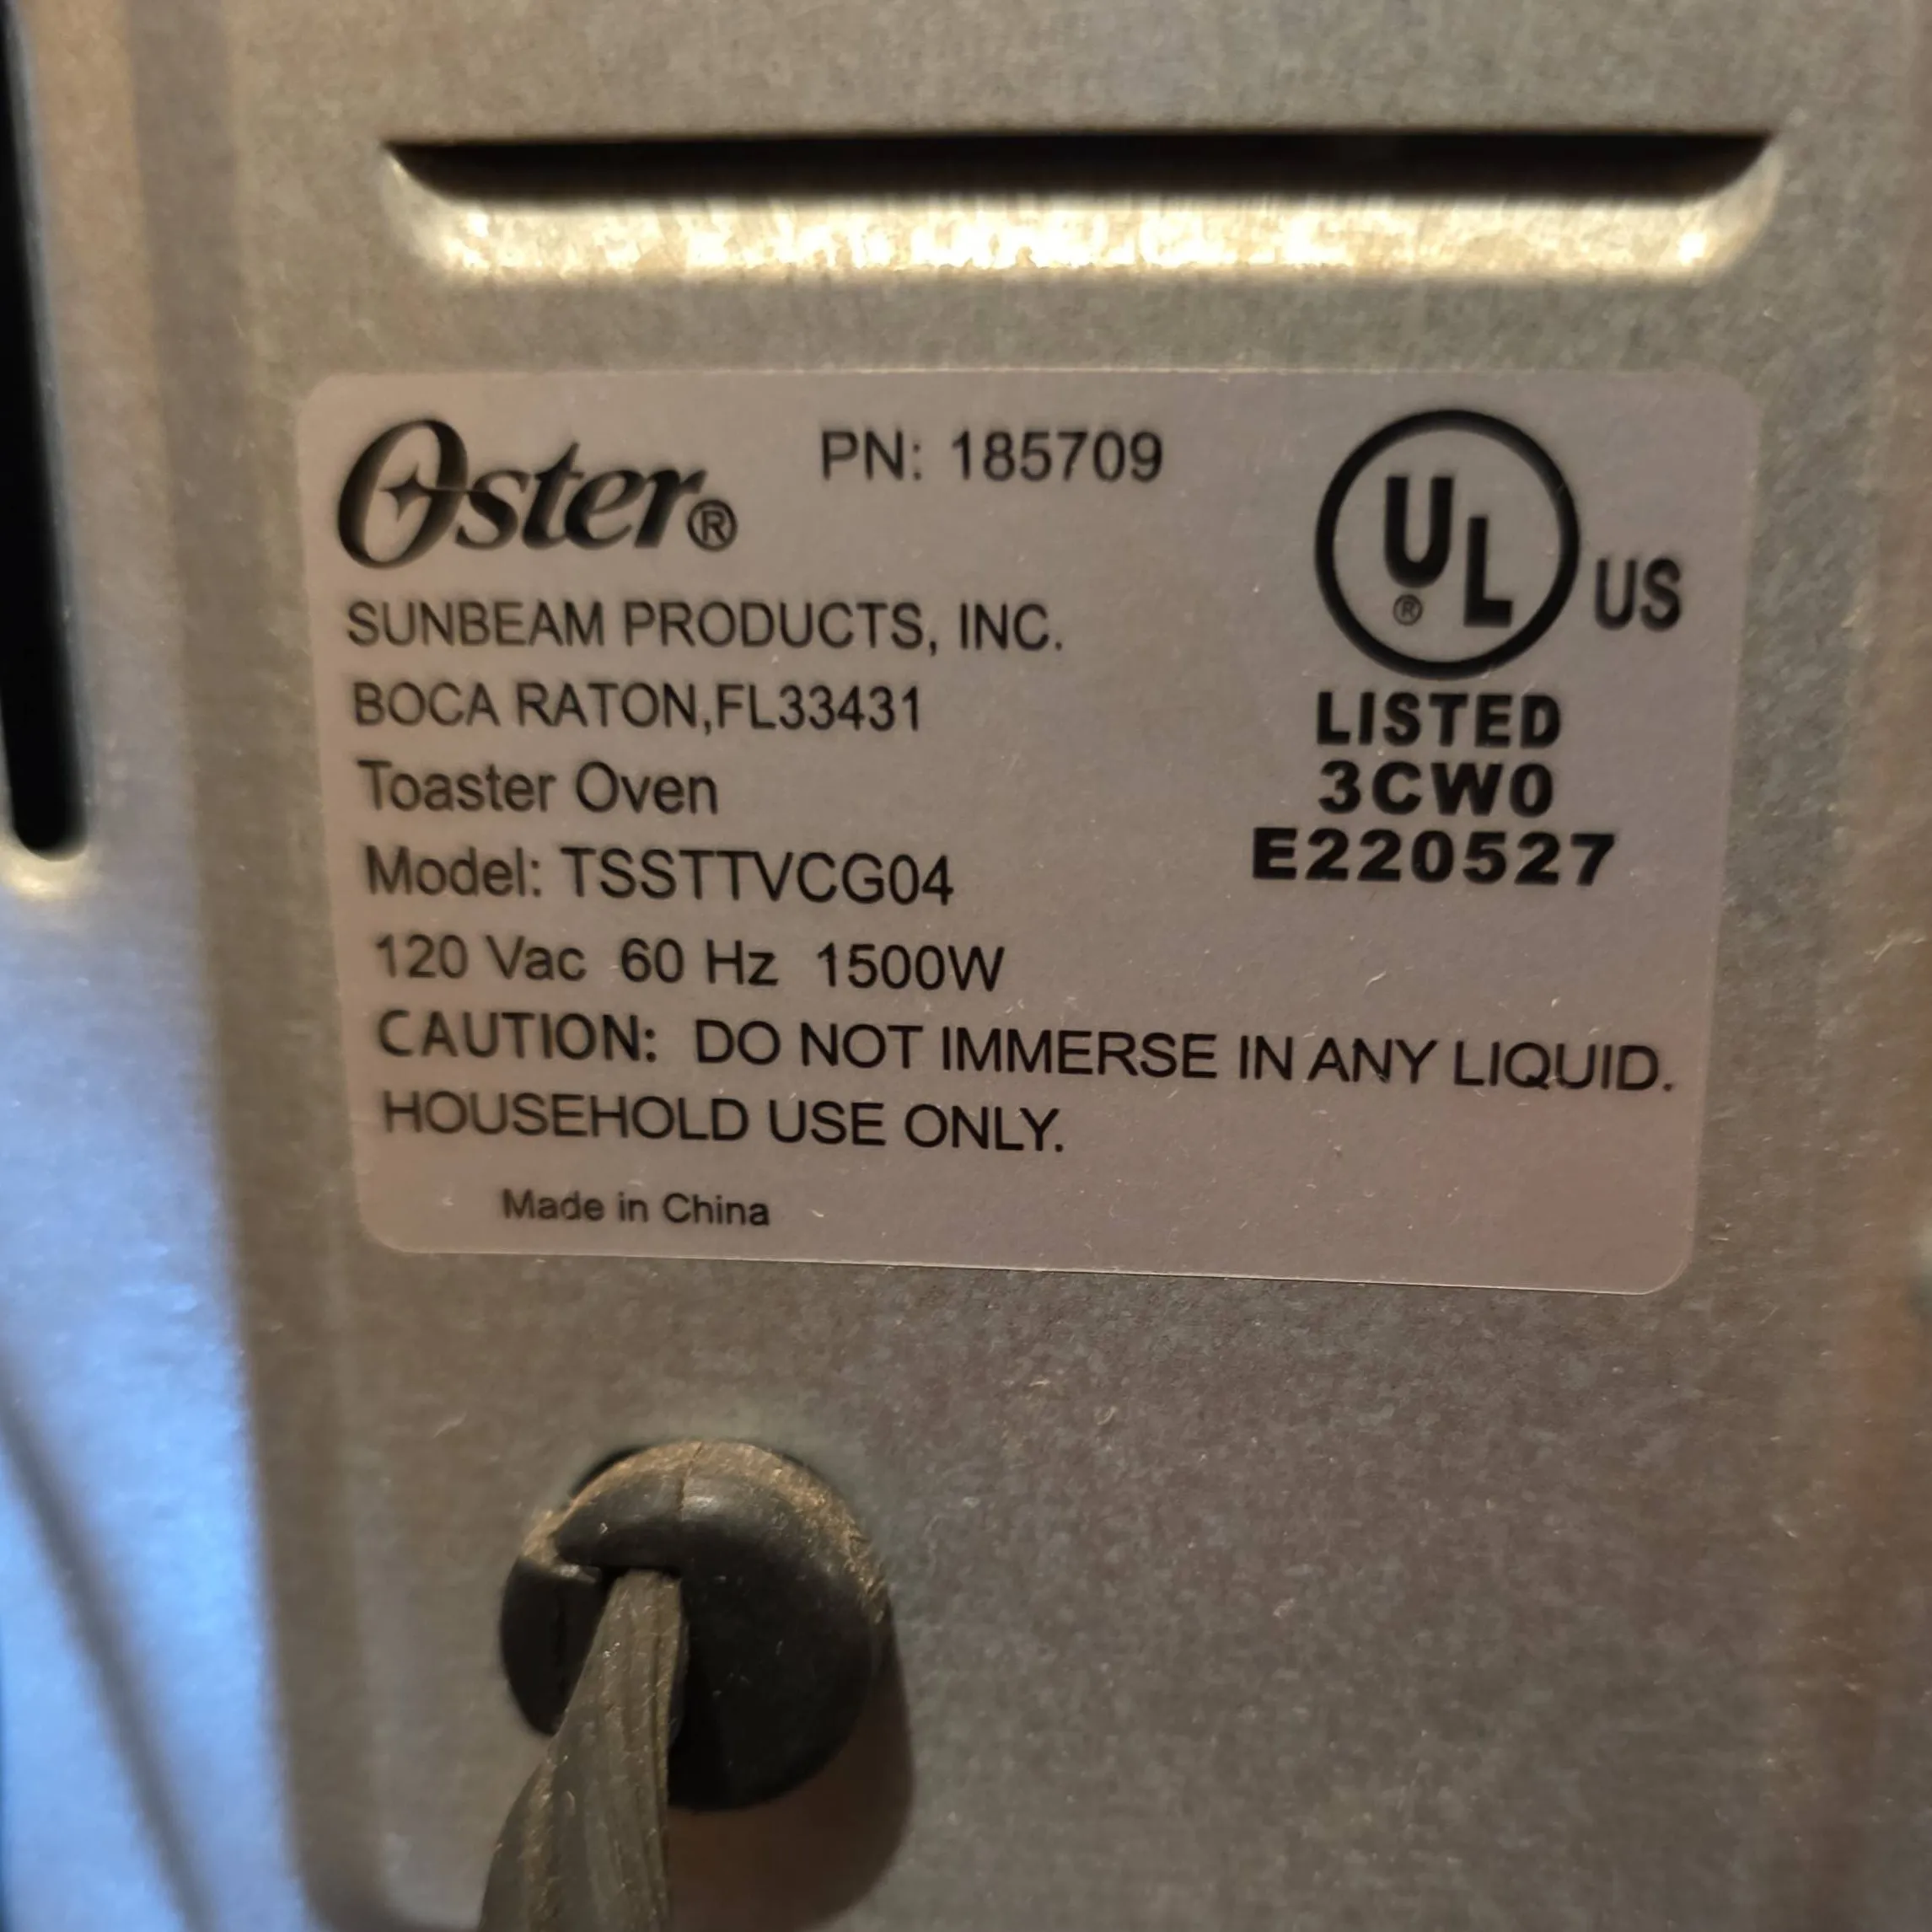 Oster® PN: 185709
UL® US
SUNBEAM PRODUCTS, INC.
BOCA RATON,FL33431
LISTED
Toaster Oven
3CW0
Model: TSSTTVCG04
E220527
120 Vac 60 Hz 1500W
CAUTION: DO NOT IMMERSE IN ANY LIQUID.
HOUSEHOLD USE ONLY.
Made in China